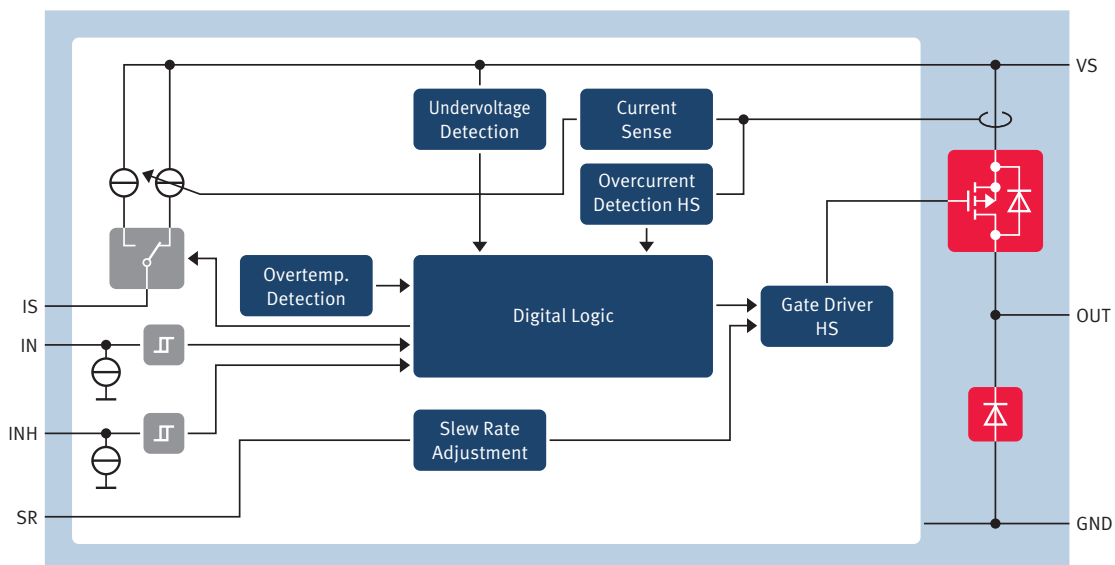 VS
Undervoltage
Detection
Current
Sense
Overcurrent
Detection HS
Overtemp.
Detection
Digital Logic
Gate Driver
HS
IS
IN
OUT
INH
Slew Rate
Adjustment
SR
GND